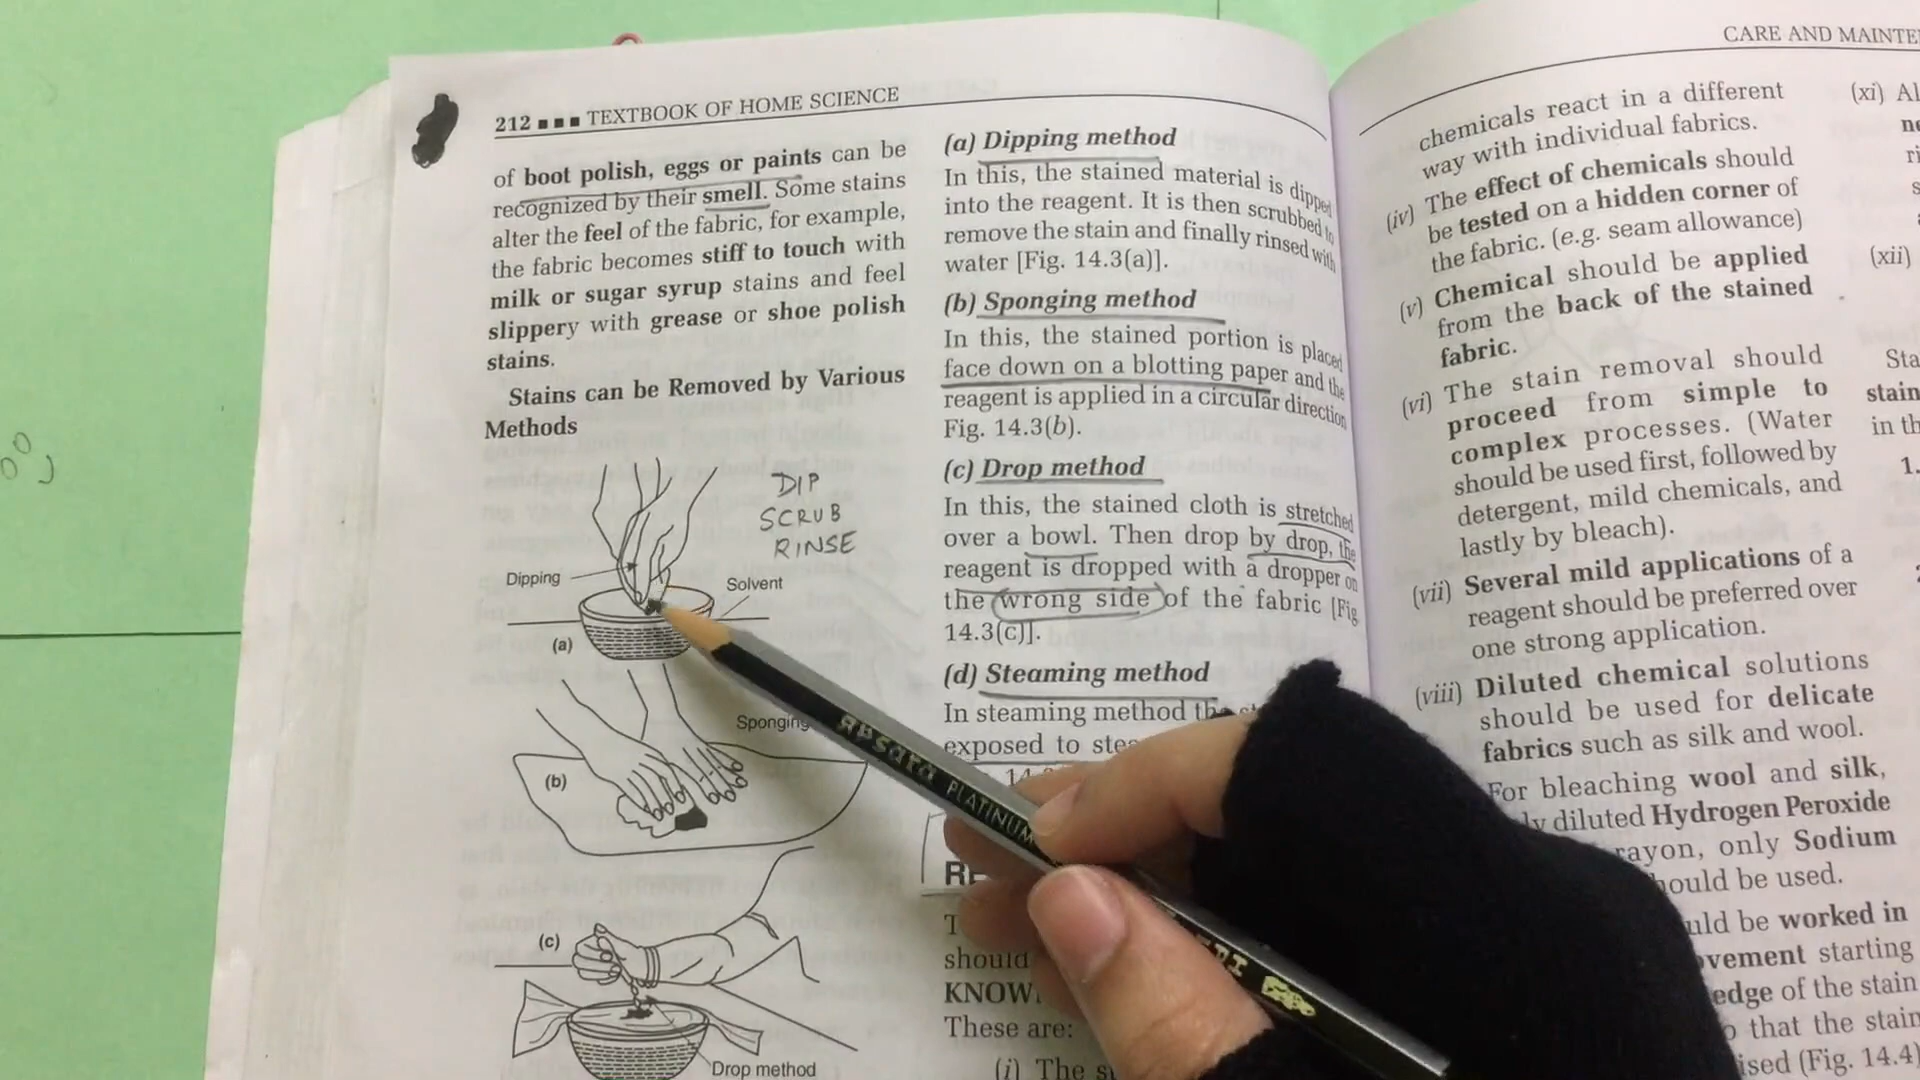 212 ■ ■ ■ TEXTBOOK OF HOME SCIENCE
of boot polish, eggs or paints can be
recognized by their smell. Some stains
alter the feel of the fabric, for example,
the fabric becomes stiff to touch with
milk or sugar syrup stains and feel
slippery with grease or shoe polish
stains.
Stains can be Removed by Various
Methods
DIP
SCRUB
RINSE
Dipping
Solvent
(a)
Sponging
(b)
(c)
Drop method
(a) Dipping method
In this, the stained material is dipped
into the reagent. It is then scrubbed to
remove the stain and finally rinsed with
water [Fig. 14.3(a)].
(b) Sponging method
In this, the stained portion is placed
face down on a blotting paper and the
reagent is applied in a circular direction
Fig. 14.3(b).
(c) Drop method
In this, the stained cloth is stretched
over a bowl. Then drop by drop, the
reagent is dropped with a dropper on
the wrong side of the fabric [Fig.
14.3(c)].
(d) Steaming method
In steaming method the
exposed to
should
KNOW
These are:
(i) The
Apsara PLATINUM
CARE AND
chemicals react in a different
way with individual fabrics.
(iv) The effect of chemicals should
be tested on a hidden corner of
the fabric. (e.g. seam allowance)
(v) Chemical should be applied
from the back of the stained
fabric.
(vi) The stain removal should
proceed from simple to
complex processes. (Water
should be used first, followed by
detergent, mild chemicals, and
lastly by bleach).
(vii) Several mild applications of a
reagent should be preferred over
one strong application.
(viii) Diluted chemical solutions
should be used for delicate
fabrics such as silk and wool.
For bleaching wool and silk,
diluted Hydrogen Peroxide
only Sodium
should be used.
be worked in
starting
edge of the stain
that the stain
(Fig. 14.4)
(xi)
(xii)
in
1.